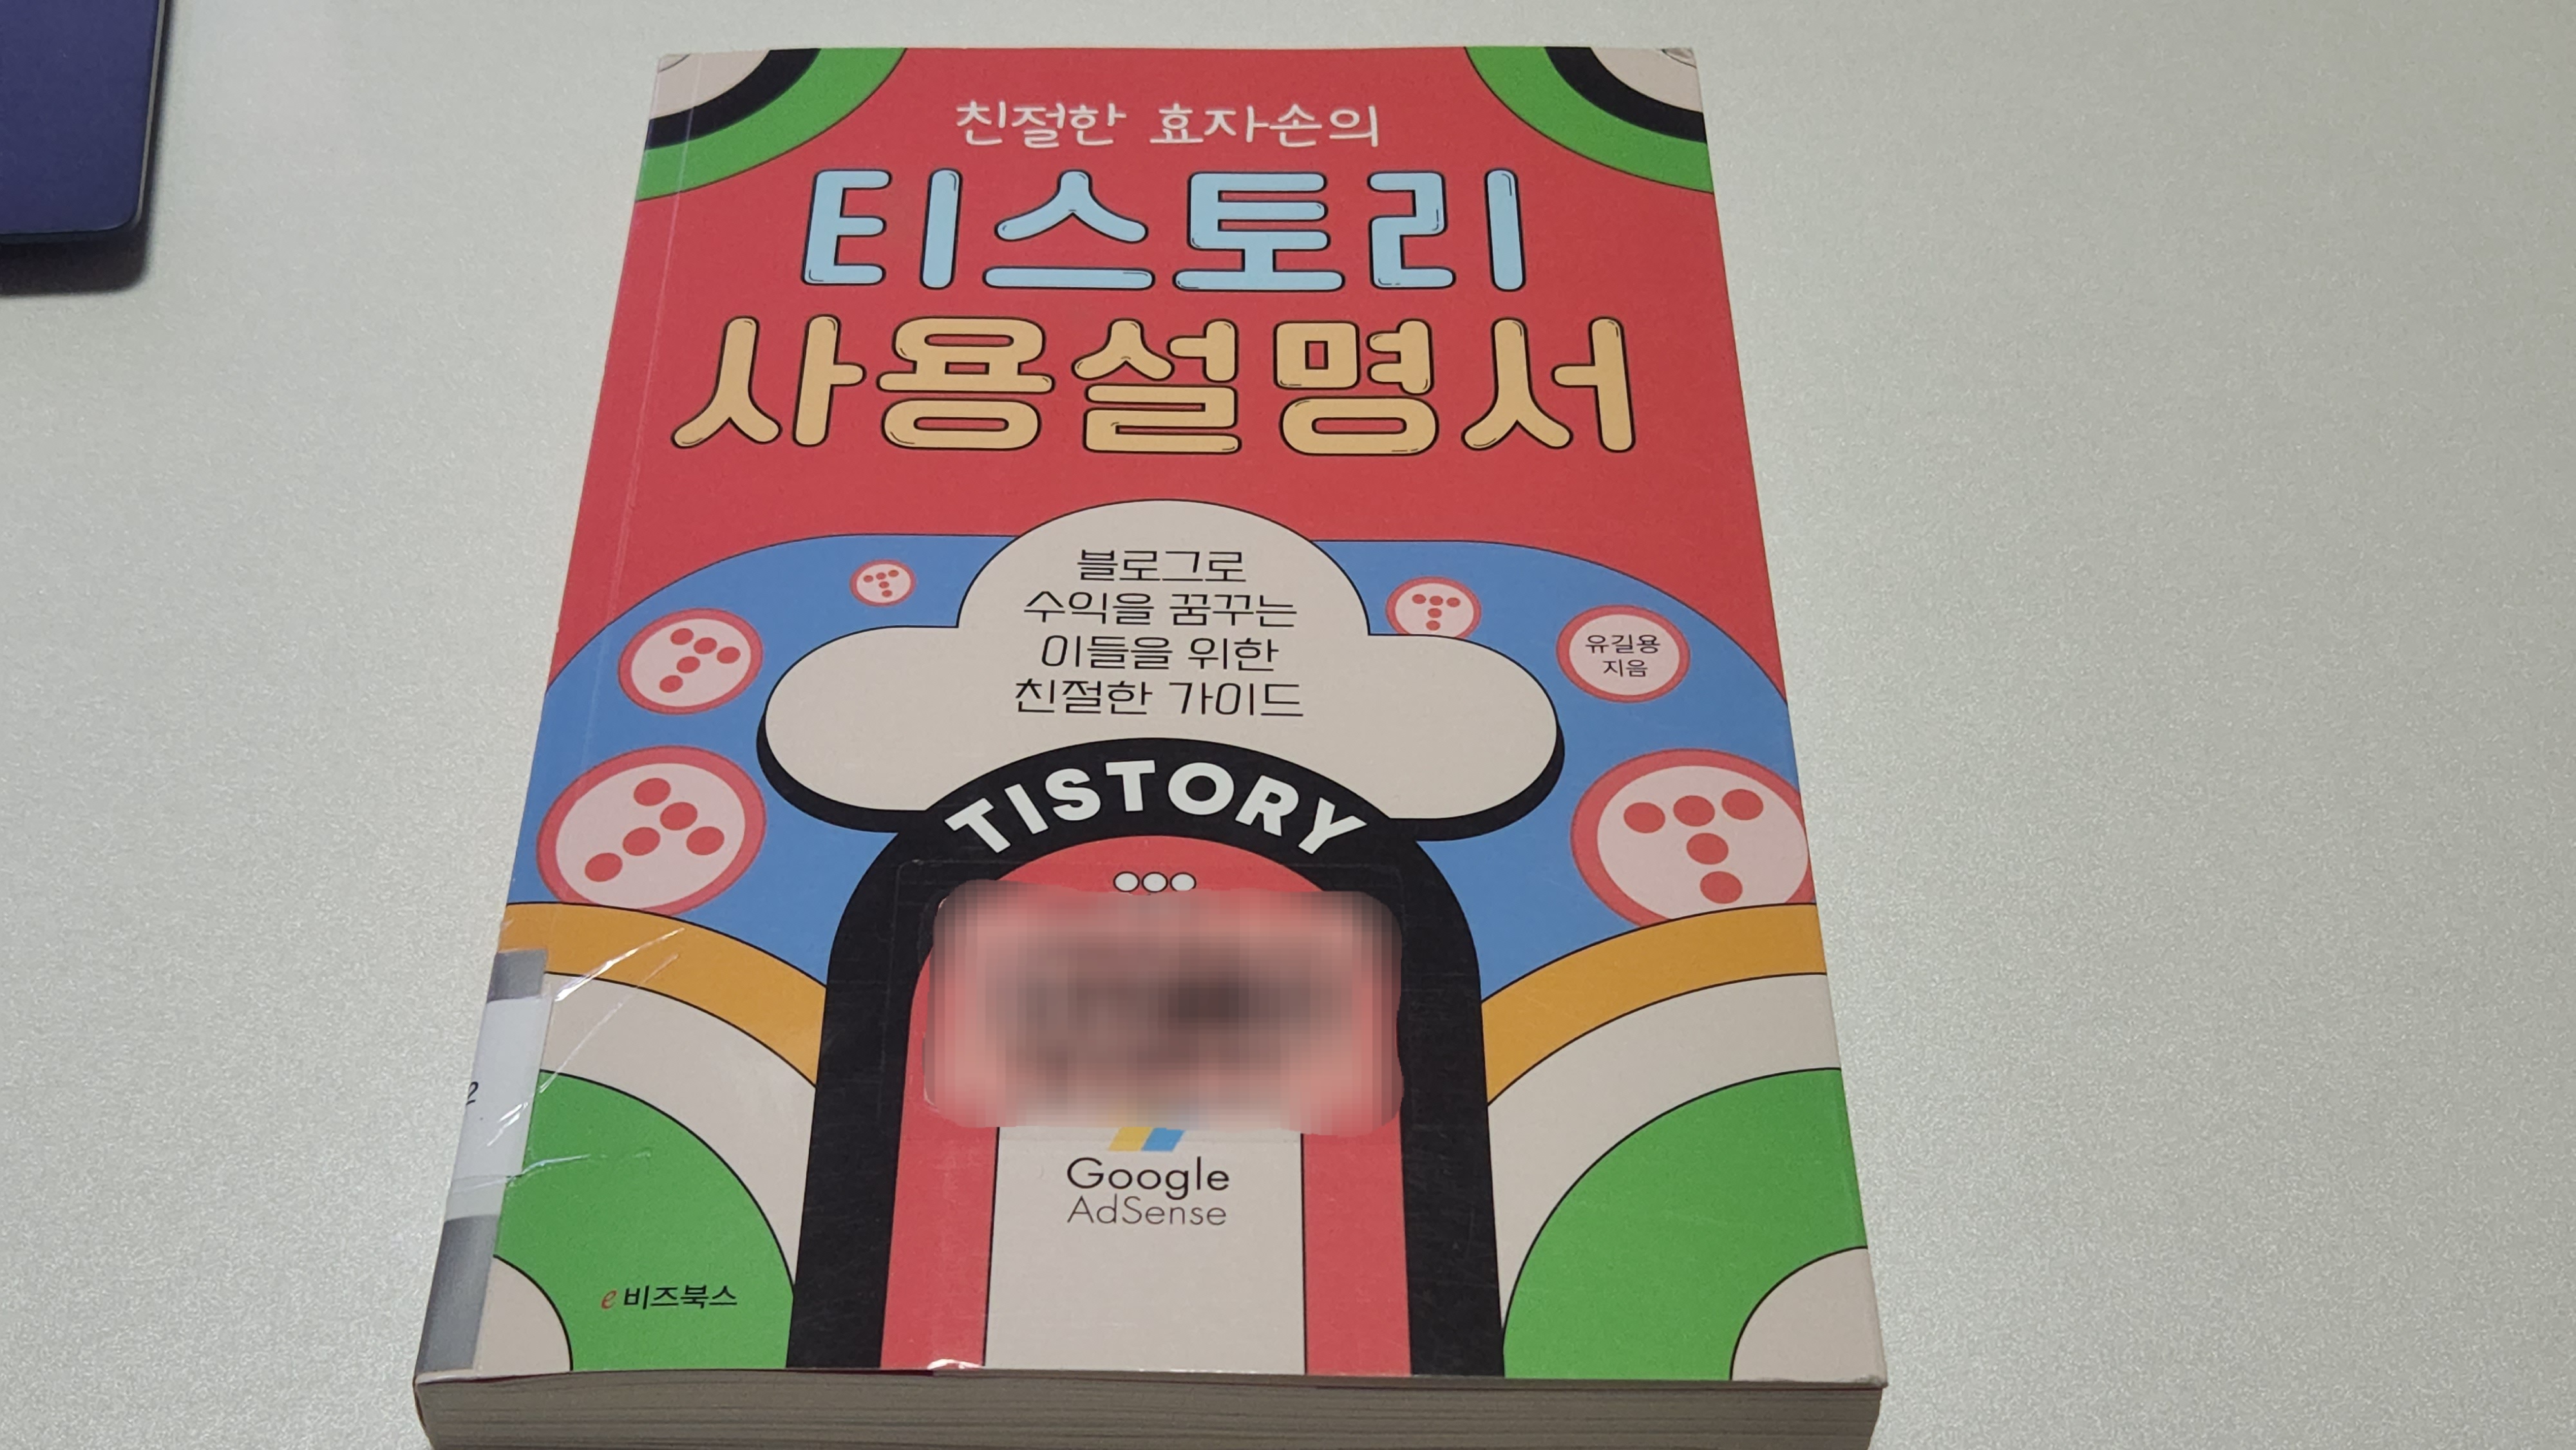 친절한 효자손의
티스토리
사용설명서
블로그로
수익을 꿈꾸는
이들을 위한
친절한 가이드
유길용
지음
TISTORY
Google
AdSense
e 비즈북스